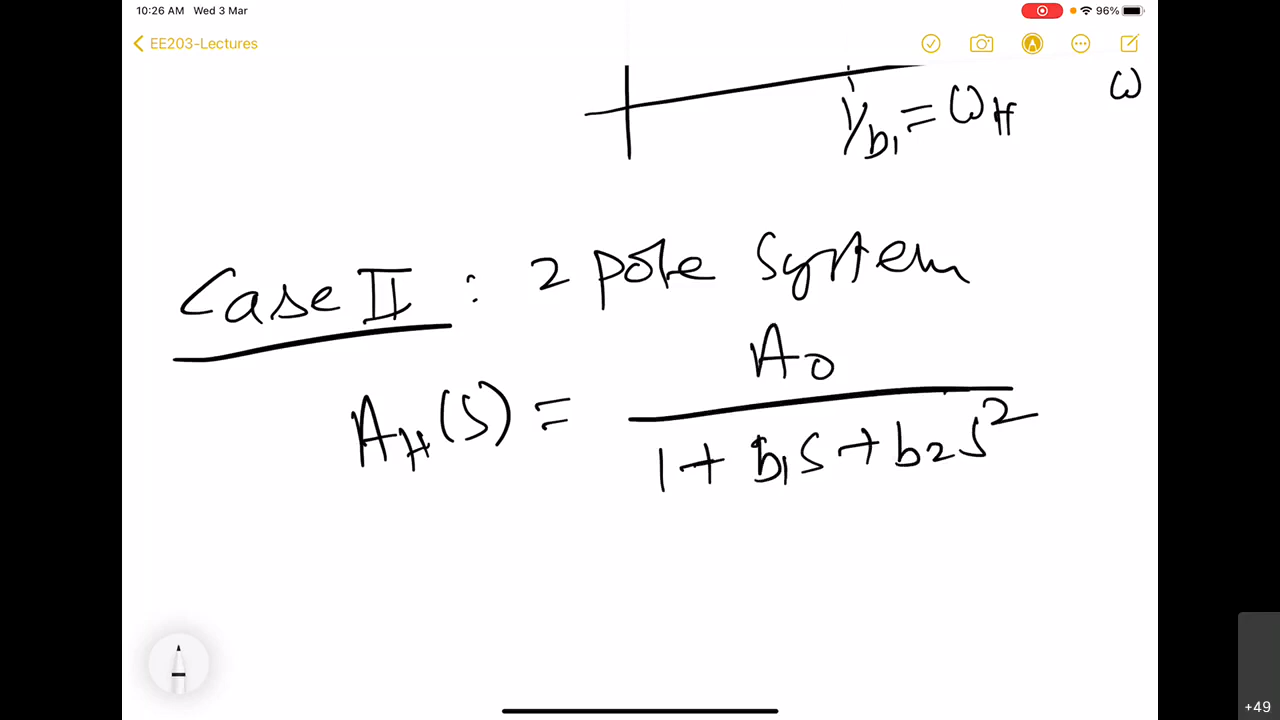 10:26 AM Wed 3 Mar 96%
EE203-Lectures
ω
1/b1 = ωH
Case II : 2 pole system
A0
AH(s) =
1 + b1s + b2s²
+49